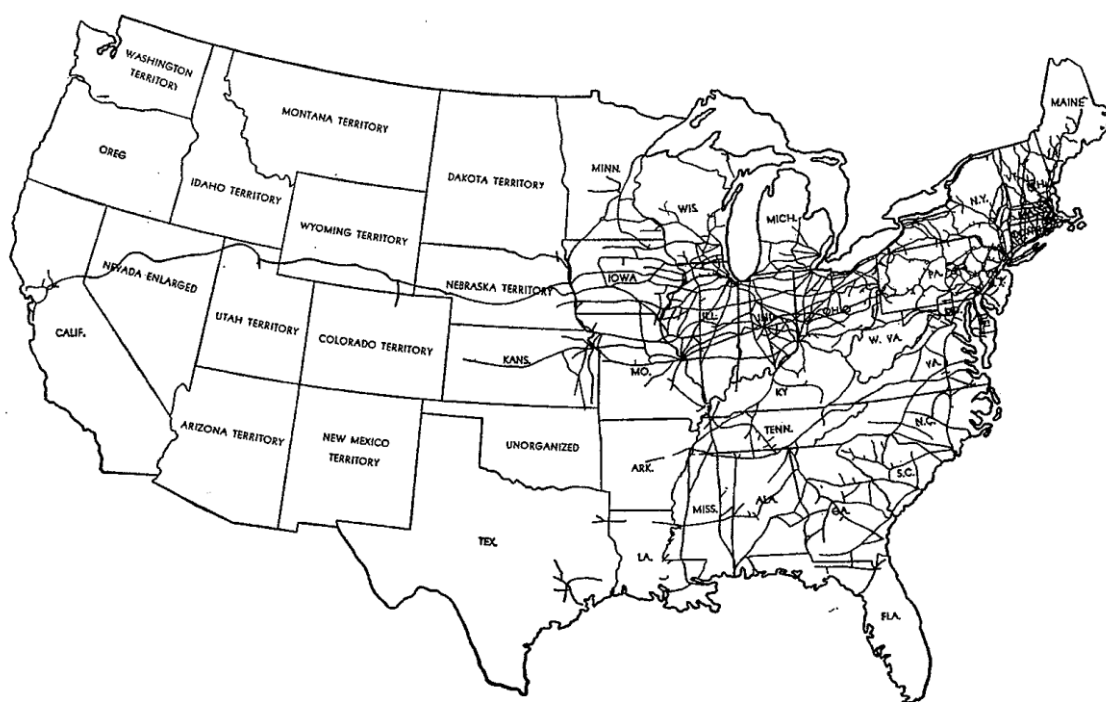 WASHINGTON
TERRITORY
MONTANA TERRITORY
OREG
IDAHO TERRITORY
WYOMING TERRITORY
DAKOTA TERRITORY
MINN.
WIS.
MICH.
MAINE
N.Y.
NEVADA ENLARGED
NEBRASKA TERRITORY
IOWA
ILL.
IND.
OHIO
PA.
CALIF.
UTAH TERRITORY
COLORADO TERRITORY
KANS.
MO.
W. VA.
VA.
KY
TENN.
N.C.
S.C.
ARIZONA TERRITORY
NEW MEXICO
TERRITORY
UNORGANIZED
ARK.
MISS.
ALA.
GA.
TEX.
LA.
FLA.